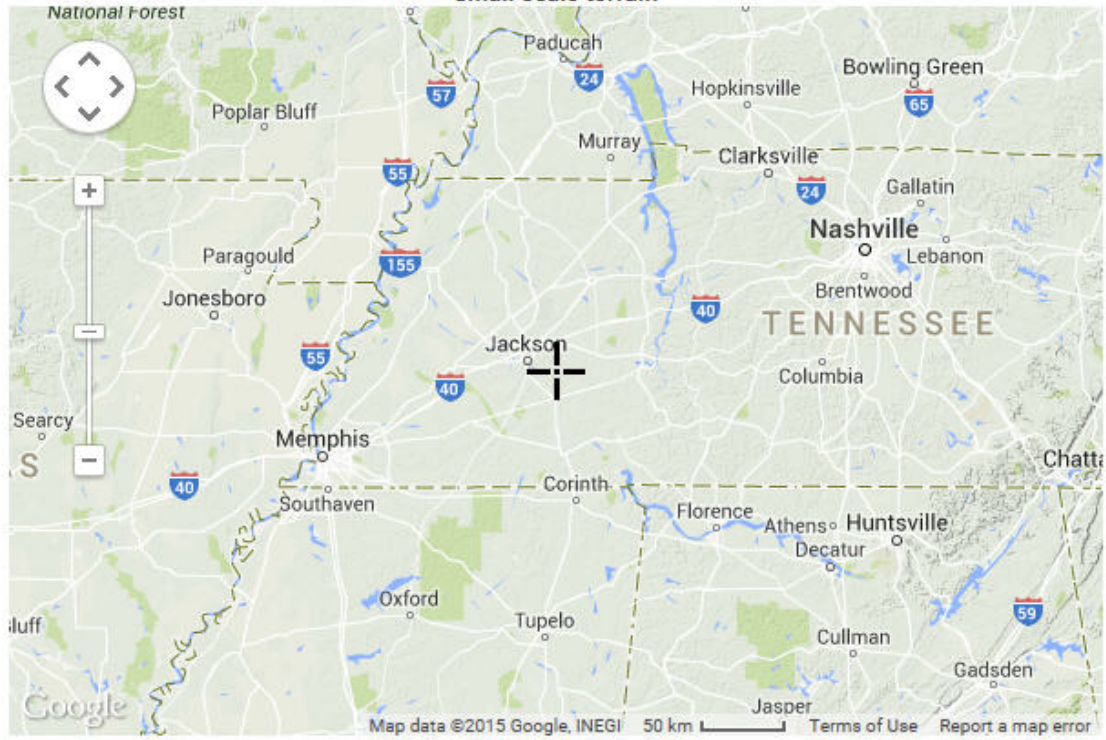 National Forest
Paducah
24
Bowling Green
57
Hopkinsville
65
Poplar Bluff
Murray
Clarksville
55
24
Gallatin
+
Nashville
Paragould
155
Lebanon
Jonesboro
Brentwood
40
TENNESSEE
Jackson
55
Columbia
40
Searcy
Memphis
AS
−
Chatta
40
Southaven
Corinth
Florence
Athens
Huntsville
Decatur
Oxford
59
Bluff
Tupelo
Cullman
Gadsden
Jasper
Google
Map data ©2015 Google, INEGI 50 km Terms of Use Report a map error